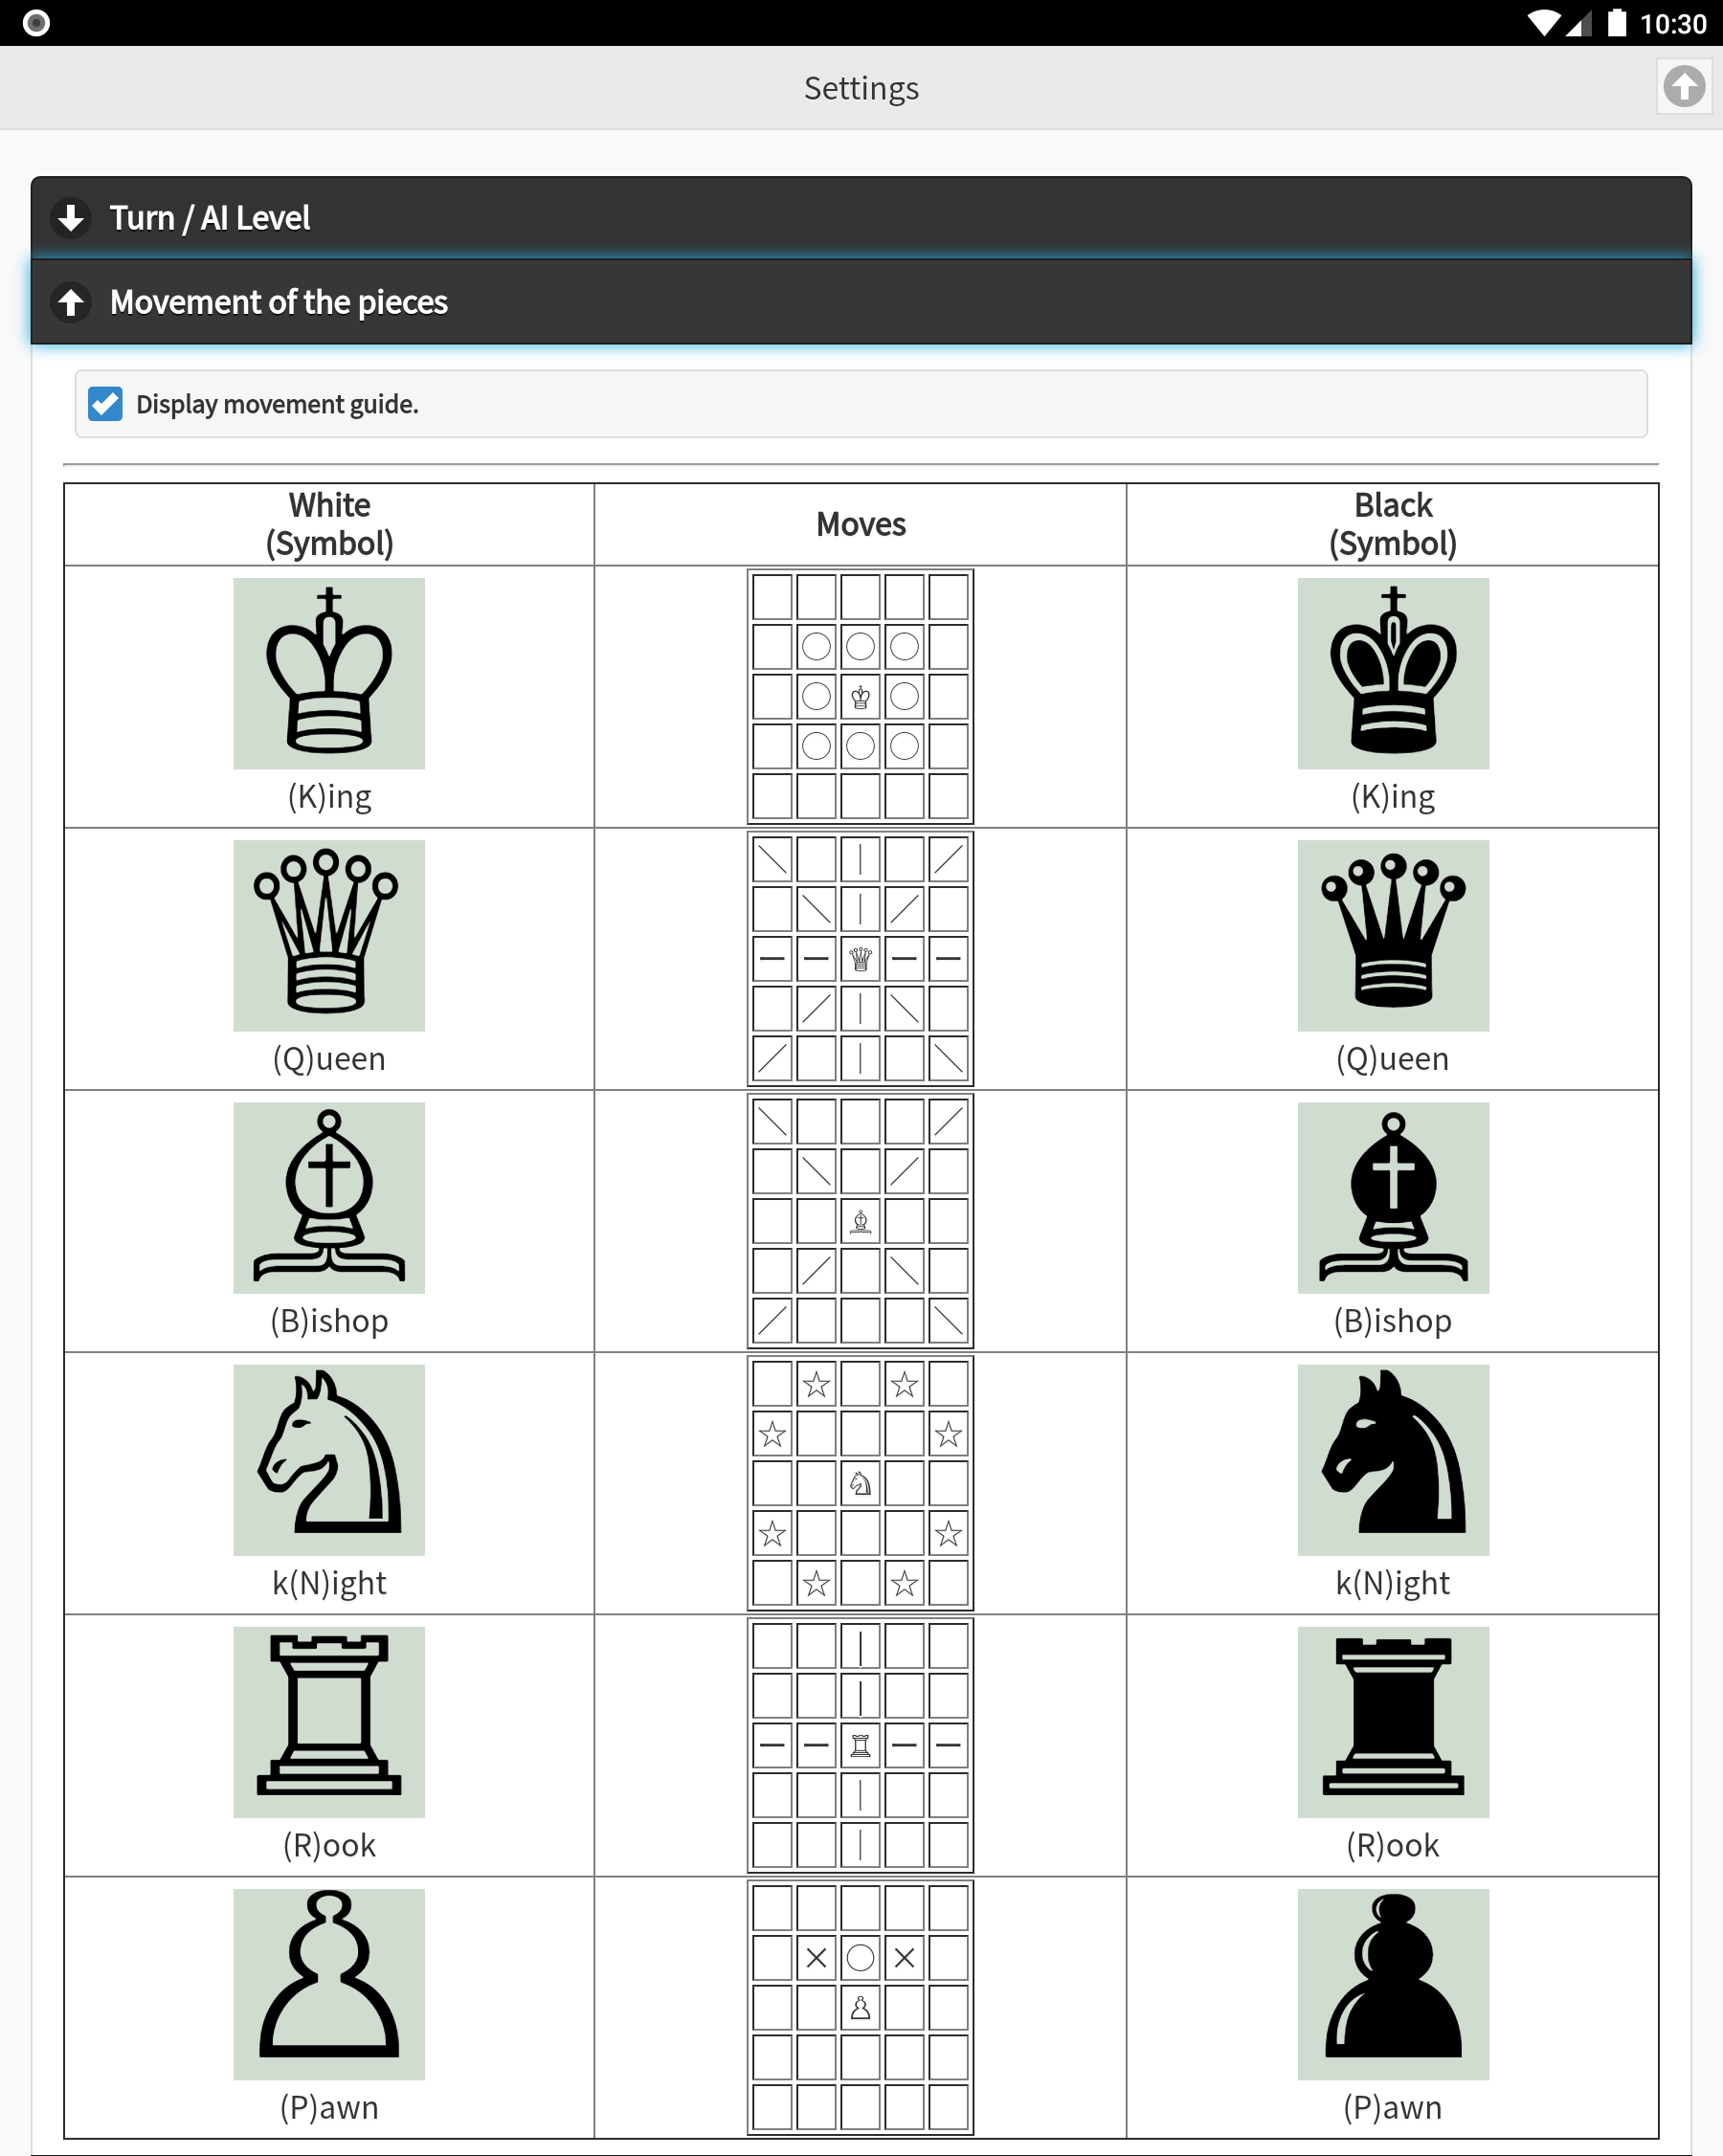 10:30
Settings
Turn / AI Level
Movement of the pieces
Display movement guide.
White
(Symbol)
Moves
Black
(Symbol)
(K)ing
(K)ing
(Q)ueen
(Q)ueen
(B)ishop
(B)ishop
k(N)ight
k(N)ight
(R)ook
(R)ook
(P)awn
(P)awn